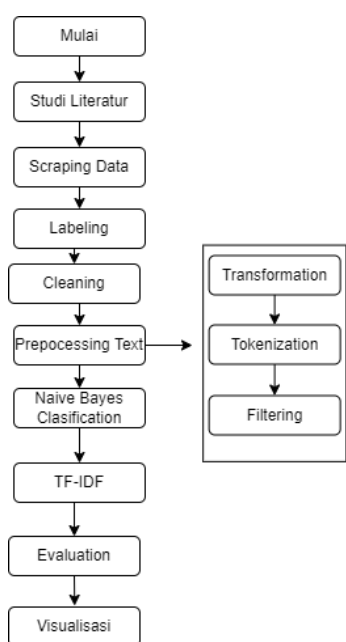 Mulai
Studi Literatur
Scraping Data
Labeling
Cleaning
Prepocessing Text
Transformation
Tokenization
Filtering
Naive Bayes
Clasification
TF-IDF
Evaluation
Visualisasi